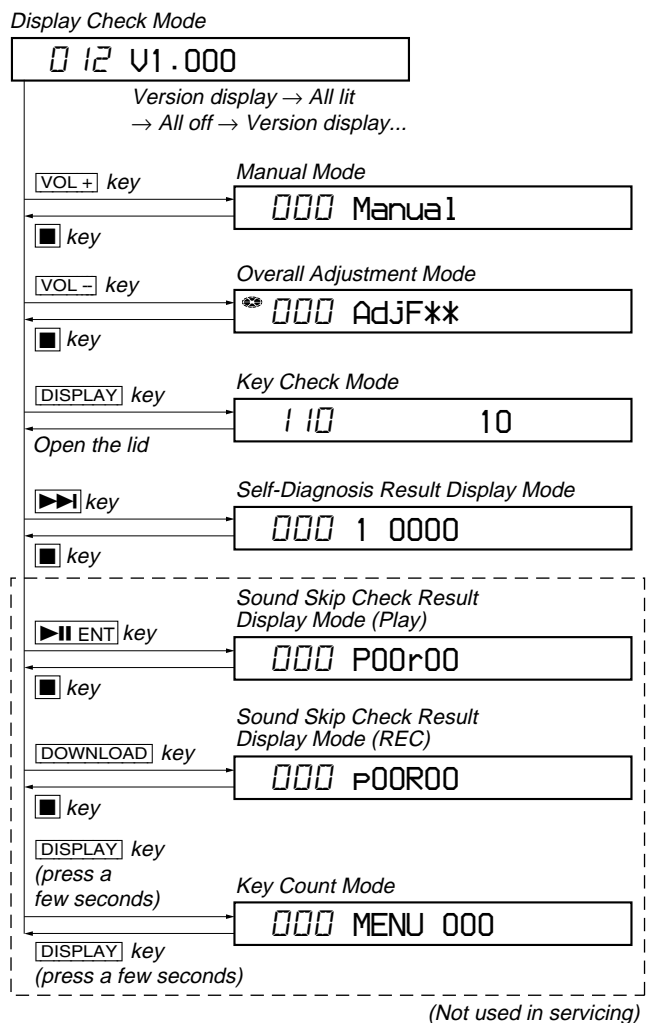 Display Check Mode
012 V1.000
Version display → All lit
→ All off → Version display...
VOL + key
■ key
Manual Mode
000 Manual
VOL – key
■ key
Overall Adjustment Mode
000 AdjF**
DISPLAY key
Open the lid
Key Check Mode
110 10
▶▶I key
■ key
Self-Diagnosis Result Display Mode
000 1 0000
▶II ENT key
■ key
Sound Skip Check Result
Display Mode (Play)
000 P00r00
DOWNLOAD key
■ key
Sound Skip Check Result
Display Mode (REC)
000 p00R00
DISPLAY key
(press a
few seconds)
Key Count Mode
000 MENU 000
DISPLAY key
(press a few seconds)
(Not used in servicing)